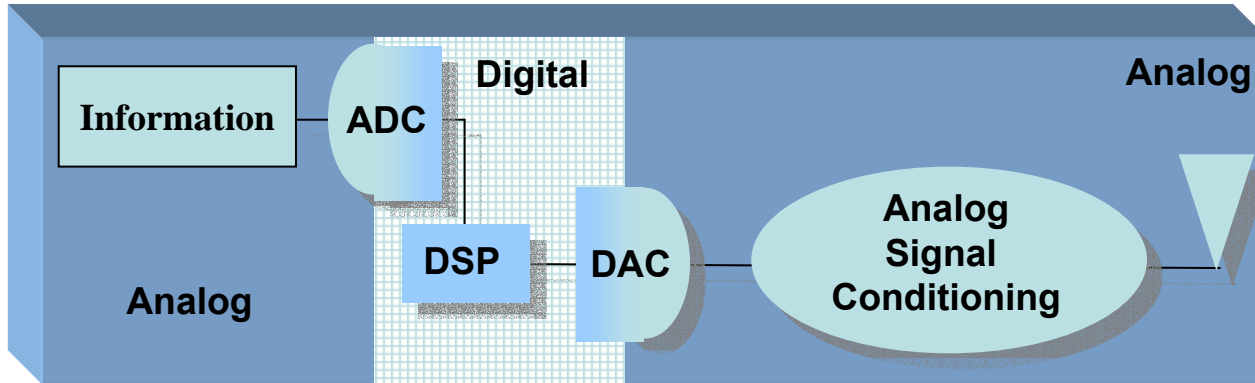 Information
ADC
Digital
Analog
DSP
DAC
Analog
Signal
Conditioning
Analog